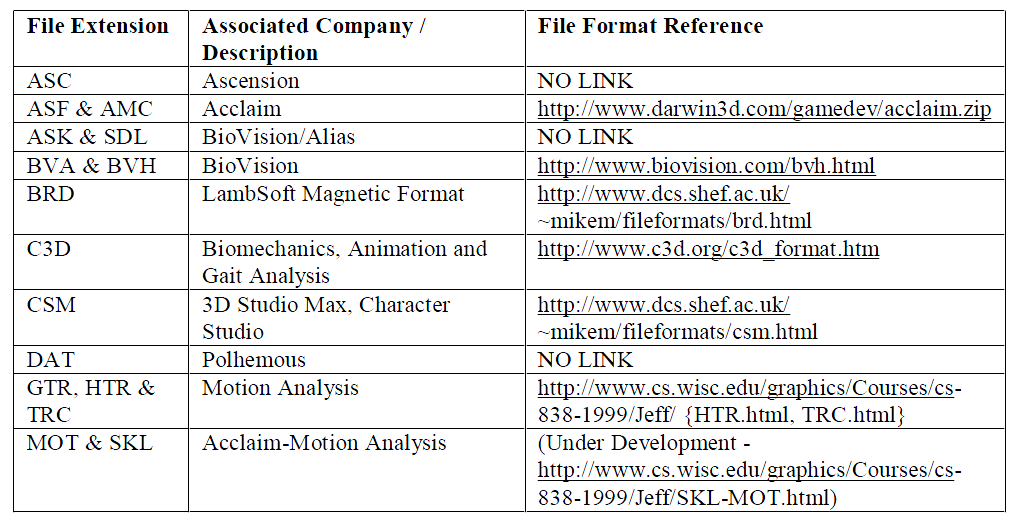 File Extension Associated Company / File Format Reference
Description
ASC Ascension NO LINK
ASF & AMC Acclaim http://www.darwin3d.com/gamedev/acclaim.zip
ASK & SDL BioVision/Alias NO LINK
BVA & BVH BioVision http://www.biovision.com/bvh.html
BRD LambSoft Magnetic Format http://www.dcs.shef.ac.uk/
~mikem/fileformats/brd.html
C3D Biomechanics, Animation and http://www.c3d.org/c3d_format.htm
Gait Analysis
CSM 3D Studio Max, Character http://www.dcs.shef.ac.uk/
Studio ~mikem/fileformats/csm.html
DAT Polhemous NO LINK
GTR, HTR & Motion Analysis http://www.cs.wisc.edu/graphics/Courses/cs-
TRC 838-1999/Jeff/ {HTR.html, TRC.html}
MOT & SKL Acclaim-Motion Analysis (Under Development -
http://www.cs.wisc.edu/graphics/Courses/cs-
838-1999/Jeff/SKL-MOT.html)